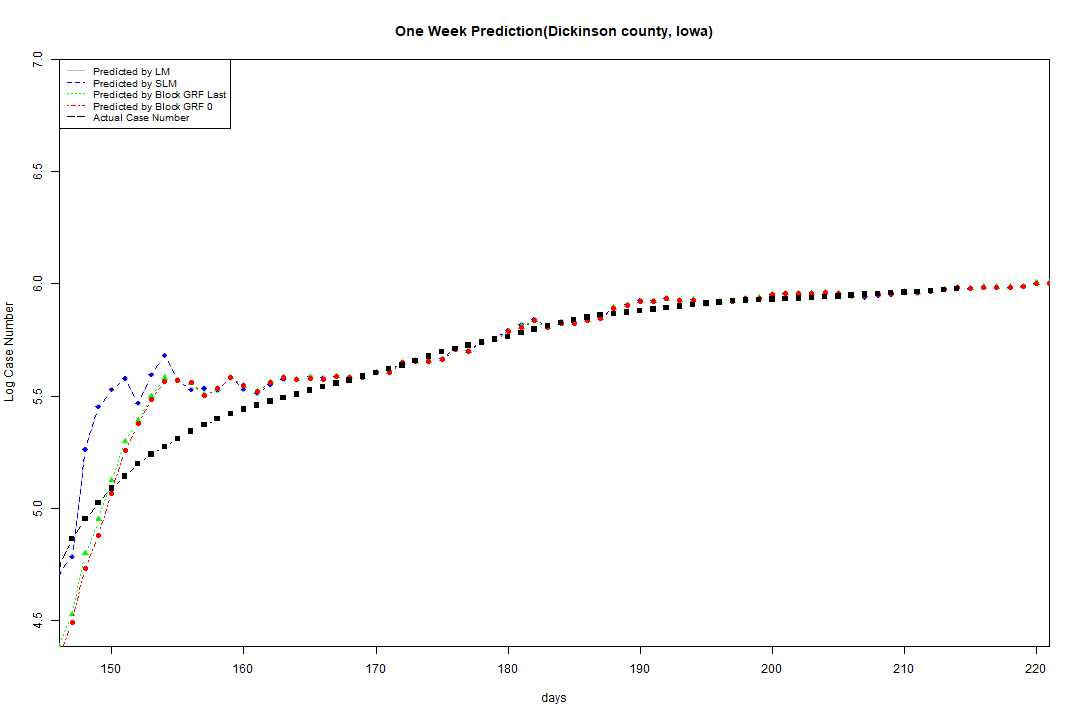 One Week Prediction(Dickinson county, Iowa)
7.0
6.5
6.0
5.5
5.0
4.5
Log Case Number
Predicted by LM
Predicted by SLM
Predicted by Block GRF Last
Predicted by Block GRF 0
Actual Case Number
150 160 170 180 190 200 210 220
days